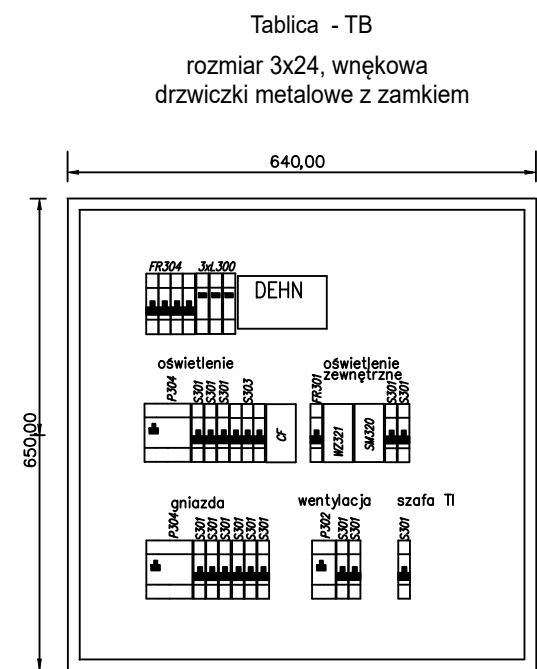 Tablica - TB
rozmiar 3x24, wnękowa
drzwiczki metalowe z zamkiem
640,00
650,00
FR304 3xL300
DEHN
oświetlenie
P304 S301 S301 S301 S303
CF
oświetlenie
zewnętrzne
FR301 S301 S301
WZ321 SM320
gniazda
P304 S301 S301 S301 S301 S301 S301
wentylacja
P302 S301 S301
szafa TI
S301